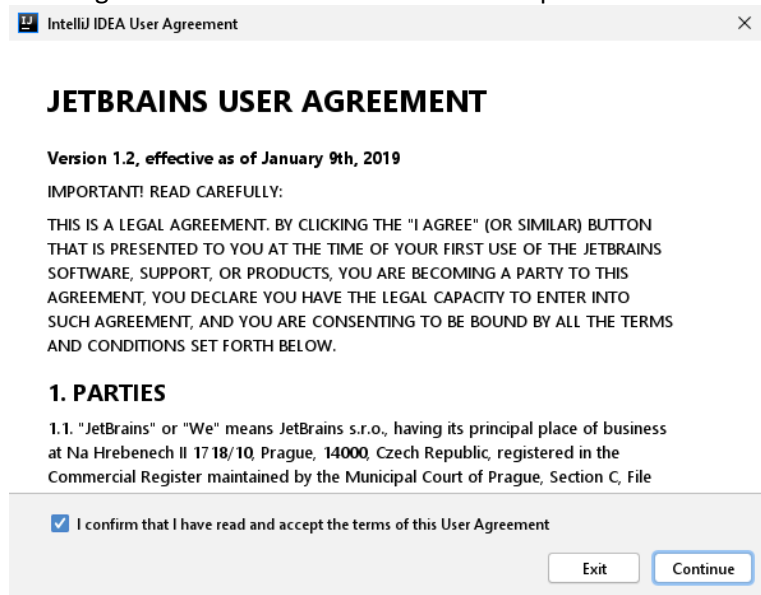 IntelliJ IDEA User Agreement
JETBRAINS USER AGREEMENT
Version 1.2, effective as of January 9th, 2019
IMPORTANT! READ CAREFULLY:
THIS IS A LEGAL AGREEMENT. BY CLICKING THE "I AGREE" (OR SIMILAR) BUTTON
THAT IS PRESENTED TO YOU AT THE TIME OF YOUR FIRST USE OF THE JETBRAINS
SOFTWARE, SUPPORT, OR PRODUCTS, YOU ARE BECOMING A PARTY TO THIS
AGREEMENT, YOU DECLARE YOU HAVE THE LEGAL CAPACITY TO ENTER INTO
SUCH AGREEMENT, AND YOU ARE CONSENTING TO BE BOUND BY ALL THE TERMS
AND CONDITIONS SET FORTH BELOW.
1. PARTIES
1.1. "JetBrains" or "We" means JetBrains s.r.o., having its principal place of business
at Na Hrebenech II 1718/10, Prague, 14000, Czech Republic, registered in the
Commercial Register maintained by the Municipal Court of Prague, Section C, File
I confirm that I have read and accept the terms of this User Agreement
Exit Continue